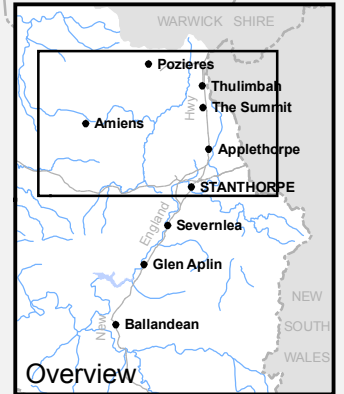 WARWICK SHIRE
Pozieres
Thulimbah
Hwy
The Summit
Amiens
Applethorpe
STANTHORPE
England
Severnlea
Glen Aplin
NEW
SOUTH
WALES
New
Ballandean
Overview